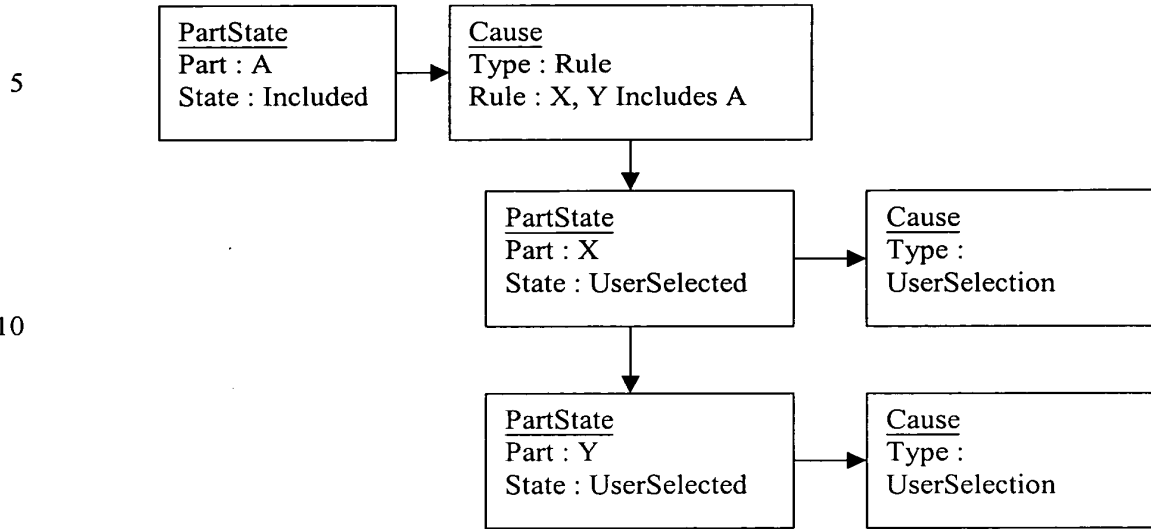 PartState
Part : A
State : Included
Cause
Type : Rule
Rule : X, Y Includes A
5
PartState
Part : X
State : UserSelected
Cause
Type :
UserSelection
10
PartState
Part : Y
State : UserSelected
Cause
Type :
UserSelection